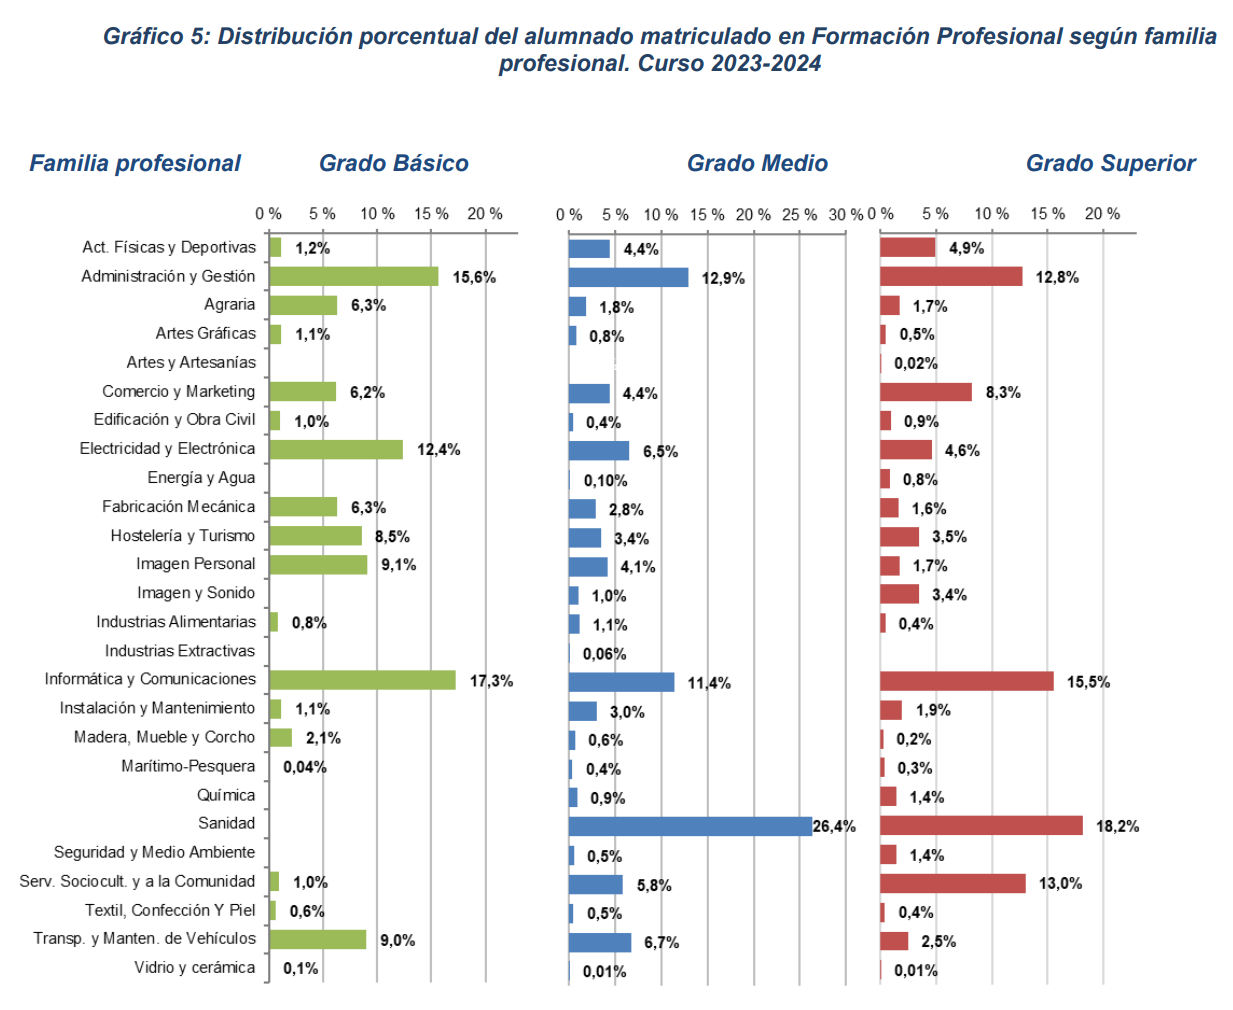 Gráfico 5: Distribución porcentual del alumnado matriculado en Formación Profesional según familia
profesional. Curso 2023-2024
Familia profesional Grado Básico Grado Medio Grado Superior
0 % 5 % 10 % 15 % 20 % 0 % 5 % 10 % 15 % 20 % 25 % 30 % 0 % 5 % 10 % 15 % 20 %
Act. Físicas y Deportivas 1,2% 4,4% 4,9%
Administración y Gestión 15,6% 12,9% 12,8%
Agraria 6,3% 1,8% 1,7%
Artes Gráficas 1,1% 0,8% 0,5%
Artes y Artesanías 0,02%
Comercio y Marketing 6,2% 4,4% 8,3%
Edificación y Obra Civil 1,0% 0,4% 0,9%
Electricidad y Electrónica 12,4% 6,5% 4,6%
Energía y Agua 0,10% 0,8%
Fabricación Mecánica 6,3% 2,8% 1,6%
Hostelería y Turismo 8,5% 3,4% 3,5%
Imagen Personal 9,1% 4,1% 1,7%
Imagen y Sonido 1,0% 3,4%
Industrias Alimentarias 0,8% 1,1% 0,4%
Industrias Extractivas 0,06%
Informática y Comunicaciones 17,3% 11,4% 15,5%
Instalación y Mantenimiento 1,1% 3,0% 1,9%
Madera, Mueble y Corcho 2,1% 0,6% 0,2%
Marítimo-Pesquera 0,04% 0,4% 0,3%
Química 0,9% 1,4%
Sanidad 26,4% 18,2%
Seguridad y Medio Ambiente 0,5% 1,4%
Serv. Sociocult. y a la Comunidad 1,0% 5,8% 13,0%
Textil, Confección Y Piel 0,6% 0,5% 0,4%
Transp. y Manten. de Vehículos 9,0% 6,7% 2,5%
Vidrio y cerámica 0,1% 0,01% 0,01%